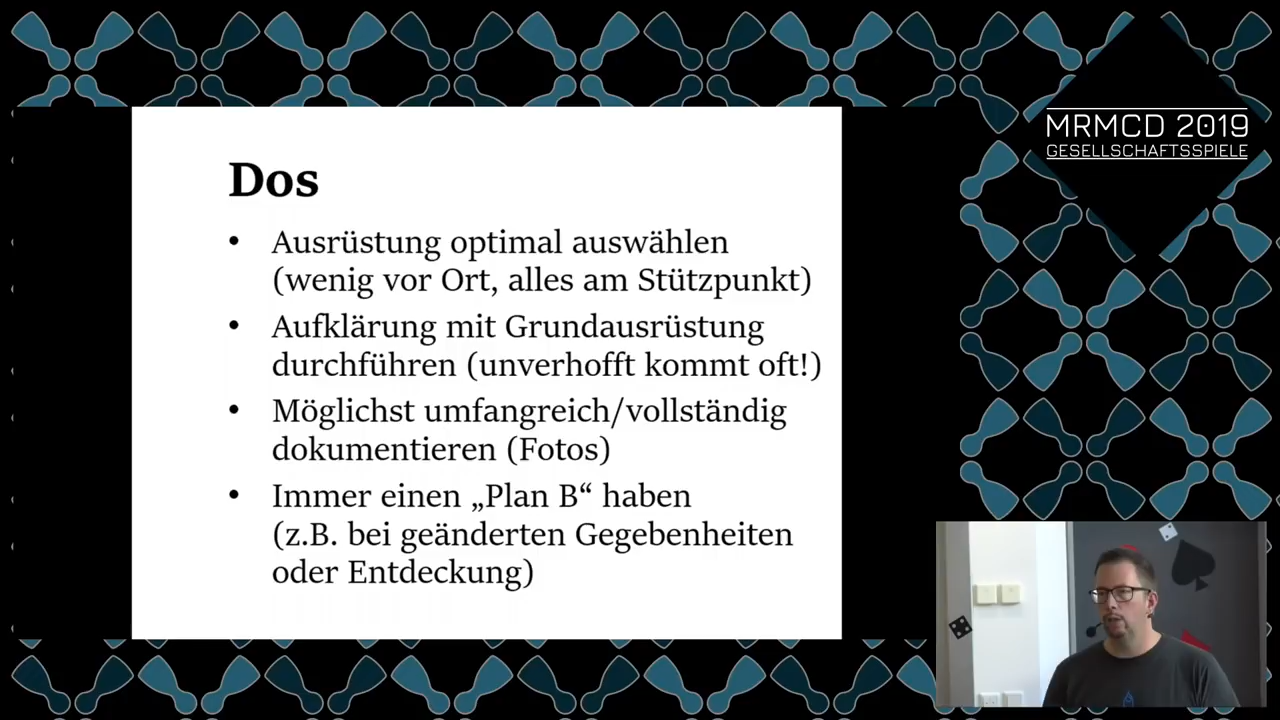 MRMCD 2019
GESELLSCHAFTSSPIELE
Dos
• Ausrüstung optimal auswählen
(wenig vor Ort, alles am Stützpunkt)
• Aufklärung mit Grundausrüstung
durchführen (unverhofft kommt oft!)
• Möglichst umfangreich/vollständig
dokumentieren (Fotos)
• Immer einen „Plan B“ haben
(z.B. bei geänderten Gegebenheiten
oder Entdeckung)